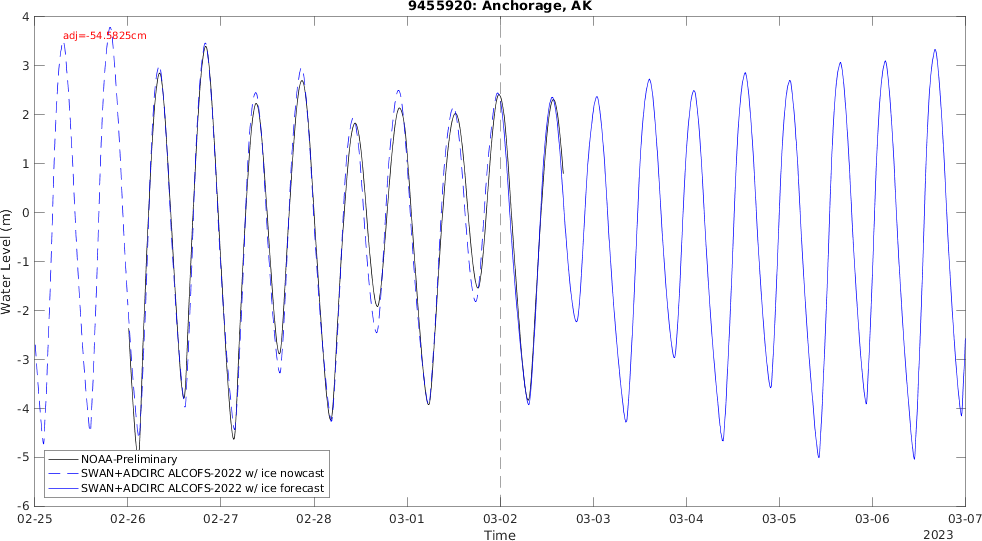 9455920: Anchorage, AK
adj=-54.5825cm
Water Level (m)
4
3
2
1
0
-1
-2
-3
-4
-5
-6
NOAA-Preliminary
SWAN+ADCIRC ALCOFS-2022 w/ ice nowcast
SWAN+ADCIRC ALCOFS-2022 w/ ice forecast
02-25 02-26 02-27 02-28 03-01 03-02 03-03 03-04 03-05 03-06 03-07
Time
2023